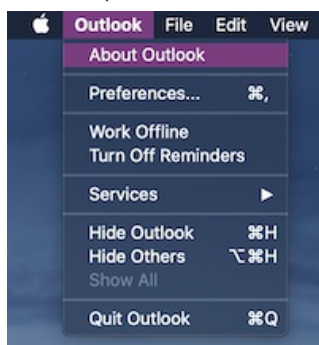 Outlook File Edit View
About Outlook
Preferences... ⌘,
Work Offline
Turn Off Reminders
Services ▶
Hide Outlook ⌘H
Hide Others ⌥⌘H
Show All
Quit Outlook ⌘Q